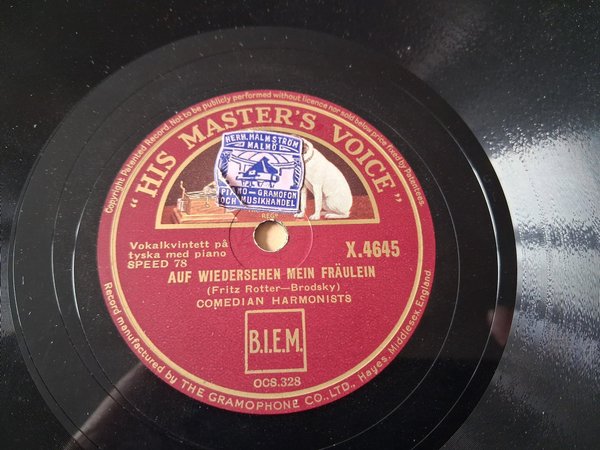 Copyright Patented Record. Not to be publicly performed without licence nor sold below price fixed by Patentees.
"HIS MASTER'S VOICE"
HERM. MALMSTRÖM
MALMÖ
PIANO-GRAMOFON
OCH MUSIKHANDEL
REGD
Vokalkvintett på
tyska med piano
SPEED 78
X.4645
AUF WIEDERSEHEN MEIN FRÄULEIN
(Fritz Rotter—Brodsky)
COMEDIAN HARMONISTS
B.I.E.M.
OCS.328
Record manufactured by THE GRAMOPHONE CO., LTD., Hayes, Middlesex, England.